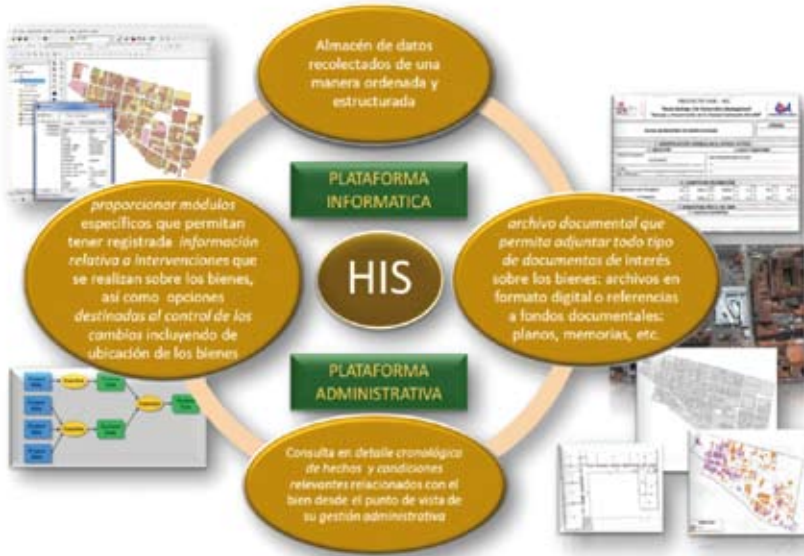 Almacén de datos
recolectados de una
manera ordenada y
estructurada
PLATAFORMA
INFORMATICA
proporcionar módulos
específicos que permitan
tener registrada información
relativa a intervenciones que
se realizan sobre los bienes,
así como opciones
destinadas al control de los
cambios incluyendo de
ubicación de los bienes
HIS
archivo documental que
permita adjuntar todo tipo
de documentos de interés
sobre los bienes: archivos en
formato digital o referencias
a fondos documentales:
planos, memorias, etc.
PLATAFORMA
ADMINISTRATIVA
Consulta en detalle cronológico
de hechos y condiciones
relevantes relacionados con el
bien desde el punto de vista de
su gestión administrativa